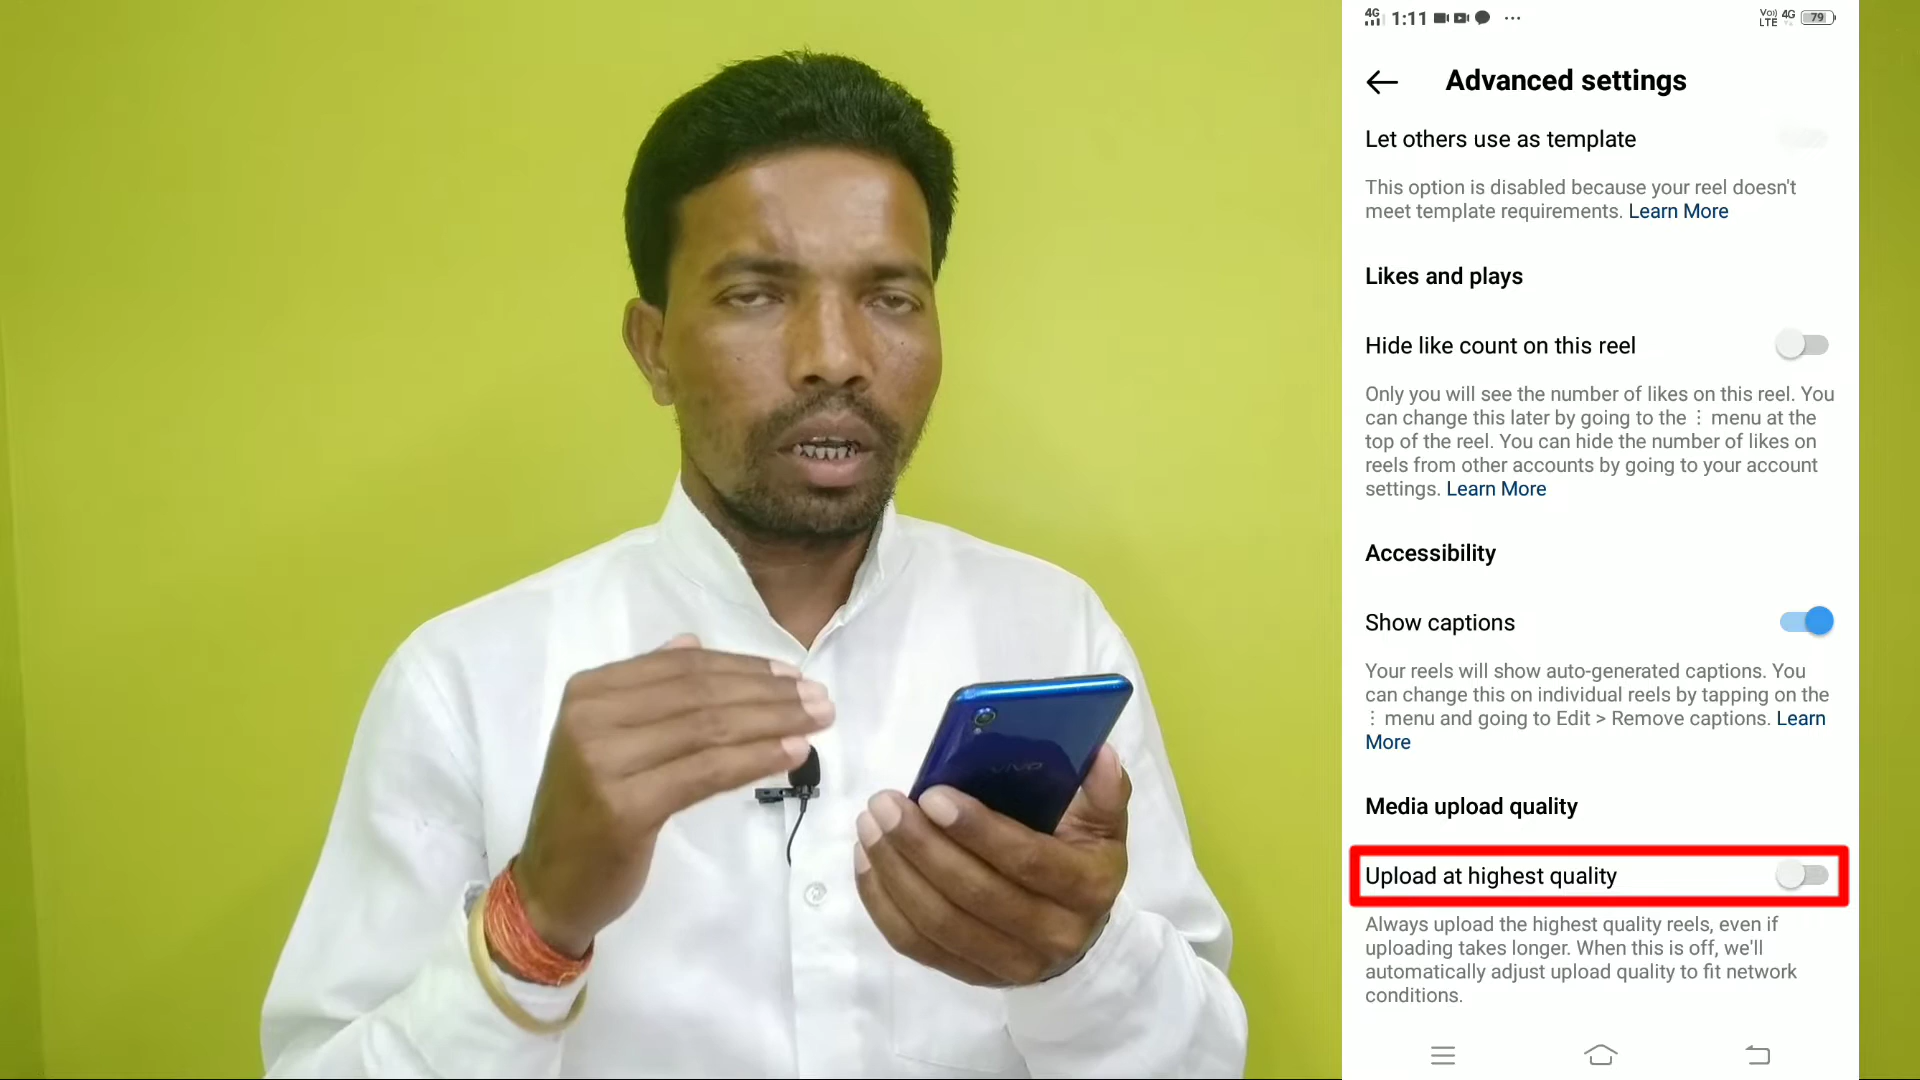 4G 1:11 ... Vo) LTE 4G 79
Advanced settings
Let others use as template
This option is disabled because your reel doesn't
meet template requirements. Learn More
Likes and plays
Hide like count on this reel
Only you will see the number of likes on this reel. You
can change this later by going to the ⋮ menu at the
top of the reel. You can hide the number of likes on
reels from other accounts by going to your account
settings. Learn More
Accessibility
Show captions
Your reels will show auto-generated captions. You
can change this on individual reels by tapping on the
⋮ menu and going to Edit > Remove captions. Learn
More
Media upload quality
Upload at highest quality
Always upload the highest quality reels, even if
uploading takes longer. When this is off, we'll
automatically adjust upload quality to fit network
conditions.
vivo